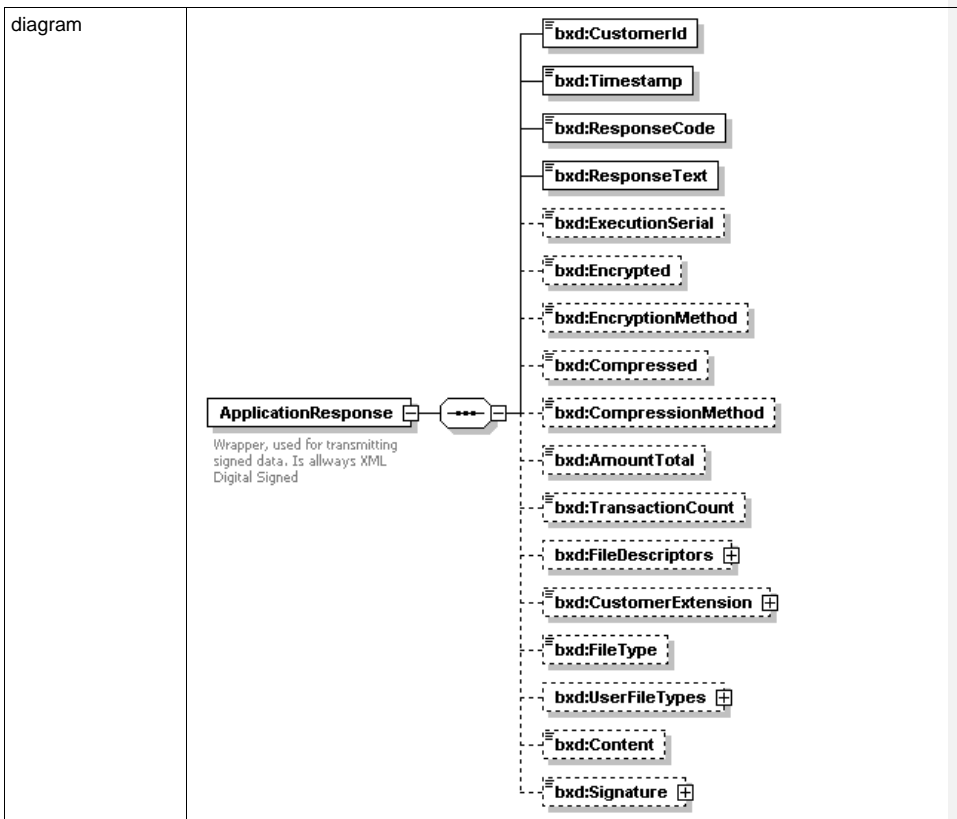 diagram
bxd:CustomerId
bxd:Timestamp
bxd:ResponseCode
bxd:ResponseText
bxd:ExecutionSerial
bxd:Encrypted
bxd:EncryptionMethod
bxd:Compressed
ApplicationResponse
bxd:CompressionMethod
Wrapper, used for transmitting
signed data. Is allways XML
Digital Signed
bxd:AmountTotal
bxd:TransactionCount
bxd:FileDescriptors
bxd:CustomerExtension
bxd:FileType
bxd:UserFileTypes
bxd:Content
bxd:Signature